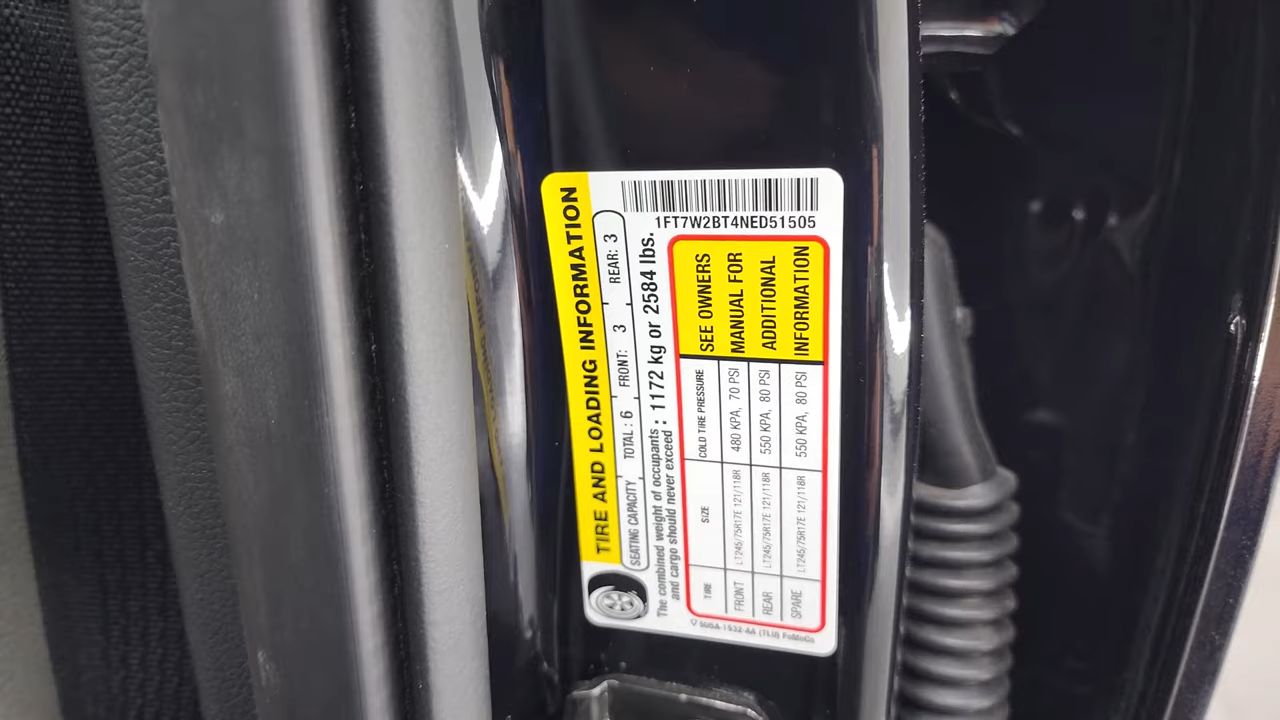 TIRE AND LOADING INFORMATION
SEATING CAPACITY TOTAL : 6 FRONT: 3 REAR: 3
The combined weight of occupants and cargo should never exceed : 1172 kg or 2584 lbs.
1FT7W2BT4NED51505
TIRE SIZE COLD TIRE PRESSURE
FRONT LT245/75R17E 121/118R 480 KPA, 70 PSI
REAR LT245/75R17E 121/118R 550 KPA, 80 PSI
SPARE LT245/75R17E 121/118R 550 KPA, 80 PSI
SEE OWNERS
MANUAL FOR
ADDITIONAL
INFORMATION
(TLU) FoMoCo